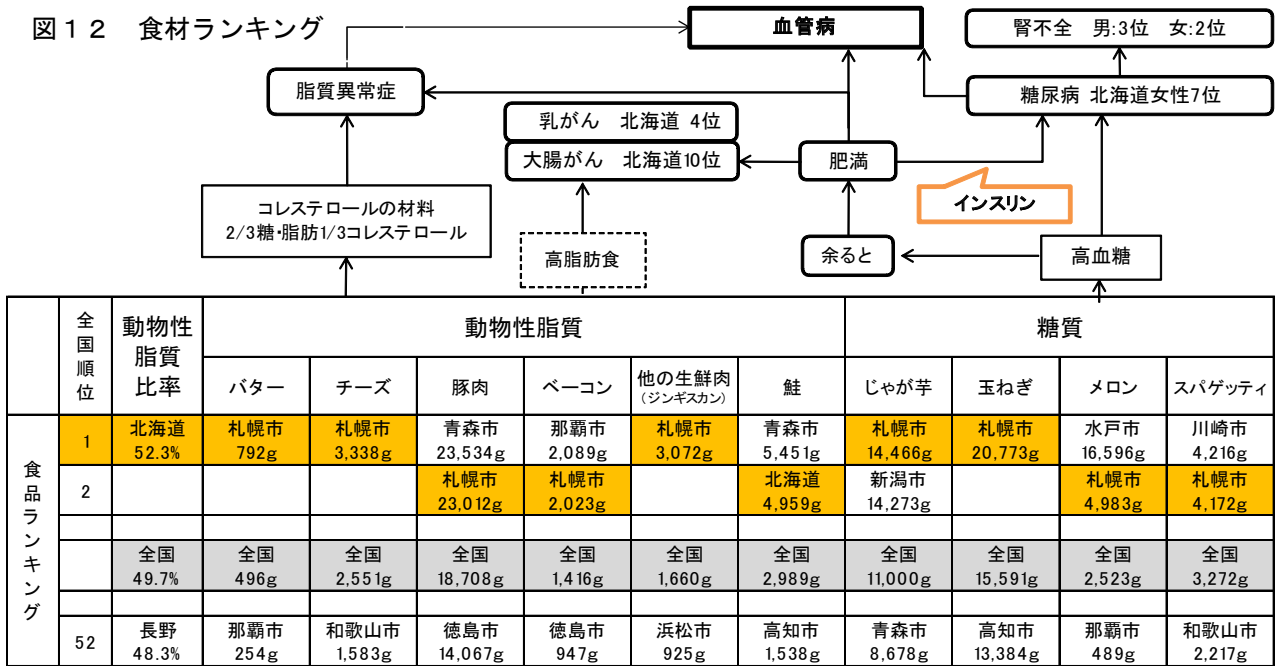 図12 食材ランキング
血管病
腎不全 男:3位 女:2位
脂質異常症
糖尿病 北海道女性7位
乳がん 北海道 4位
大腸がん 北海道10位
肥満
インスリン
コレステロールの材料
2/3糖・脂肪1/3コレステロール
高脂肪食
余ると
高血糖
全国順位
動物性脂質比率
動物性脂質
糖質
バター チーズ 豚肉 ベーコン 他の生鮮肉 鮭 じゃが芋 玉ねぎ メロン スパゲッティ
(ジンギスカン)
食品ランキング
1 北海道 札幌市 札幌市 青森市 那覇市 札幌市 青森市 札幌市 札幌市 水戸市 川崎市
52.3% 792g 3,338g 23,534g 2,089g 3,072g 5,451g 14,466g 20,773g 16,596g 4,216g
2 札幌市 札幌市 北海道 新潟市 札幌市 札幌市
23,012g 2,023g 4,959g 14,273g 4,983g 4,172g
全国 全国 全国 全国 全国 全国 全国 全国 全国 全国 全国
49.7% 496g 2,551g 18,708g 1,416g 1,660g 2,989g 11,000g 15,591g 2,523g 3,272g
52 長野 那覇市 和歌山市 徳島市 徳島市 浜松市 高知市 青森市 高知市 那覇市 和歌山市
48.3% 254g 1,583g 14,067g 947g 925g 1,538g 8,678g 13,384g 489g 2,217g